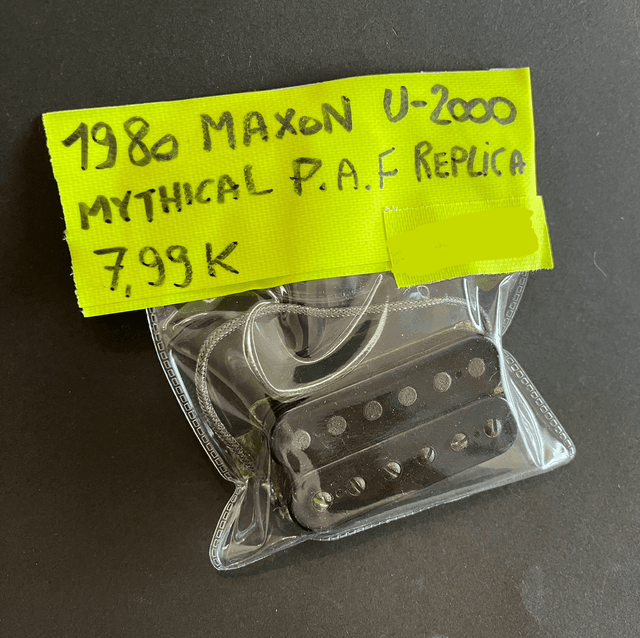 1980 MAXON U-2000
MYTHICAL P.A.F REPLICA
7,99 K